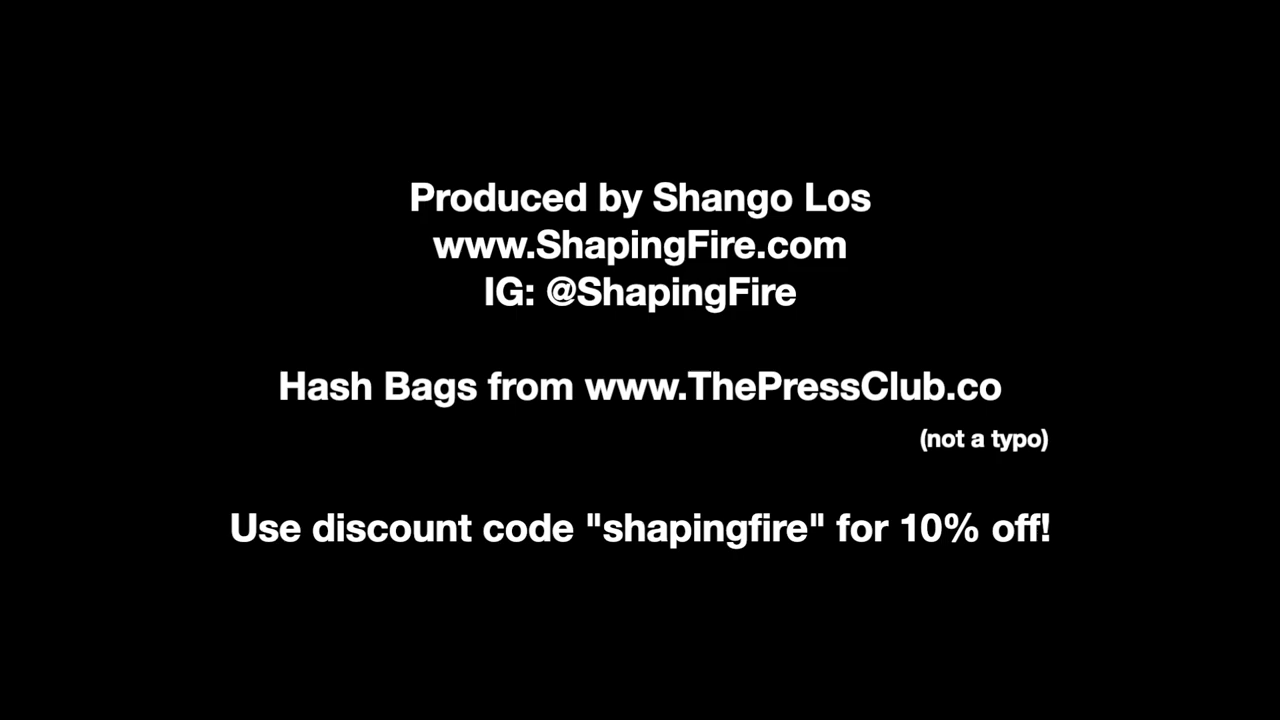 Produced by Shango Los
www.ShapingFire.com
IG: @ShapingFire
Hash Bags from www.ThePressClub.co
(not a typo)
Use discount code "shapingfire" for 10% off!